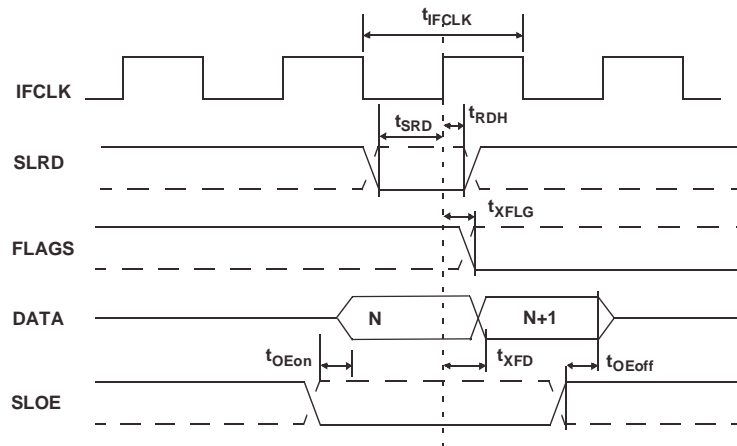 tIFCLK
IFCLK
tSRD
tRDH
SLRD
tXFLG
FLAGS
DATA
N
N+1
tOEon
tXFD
tOEoff
SLOE